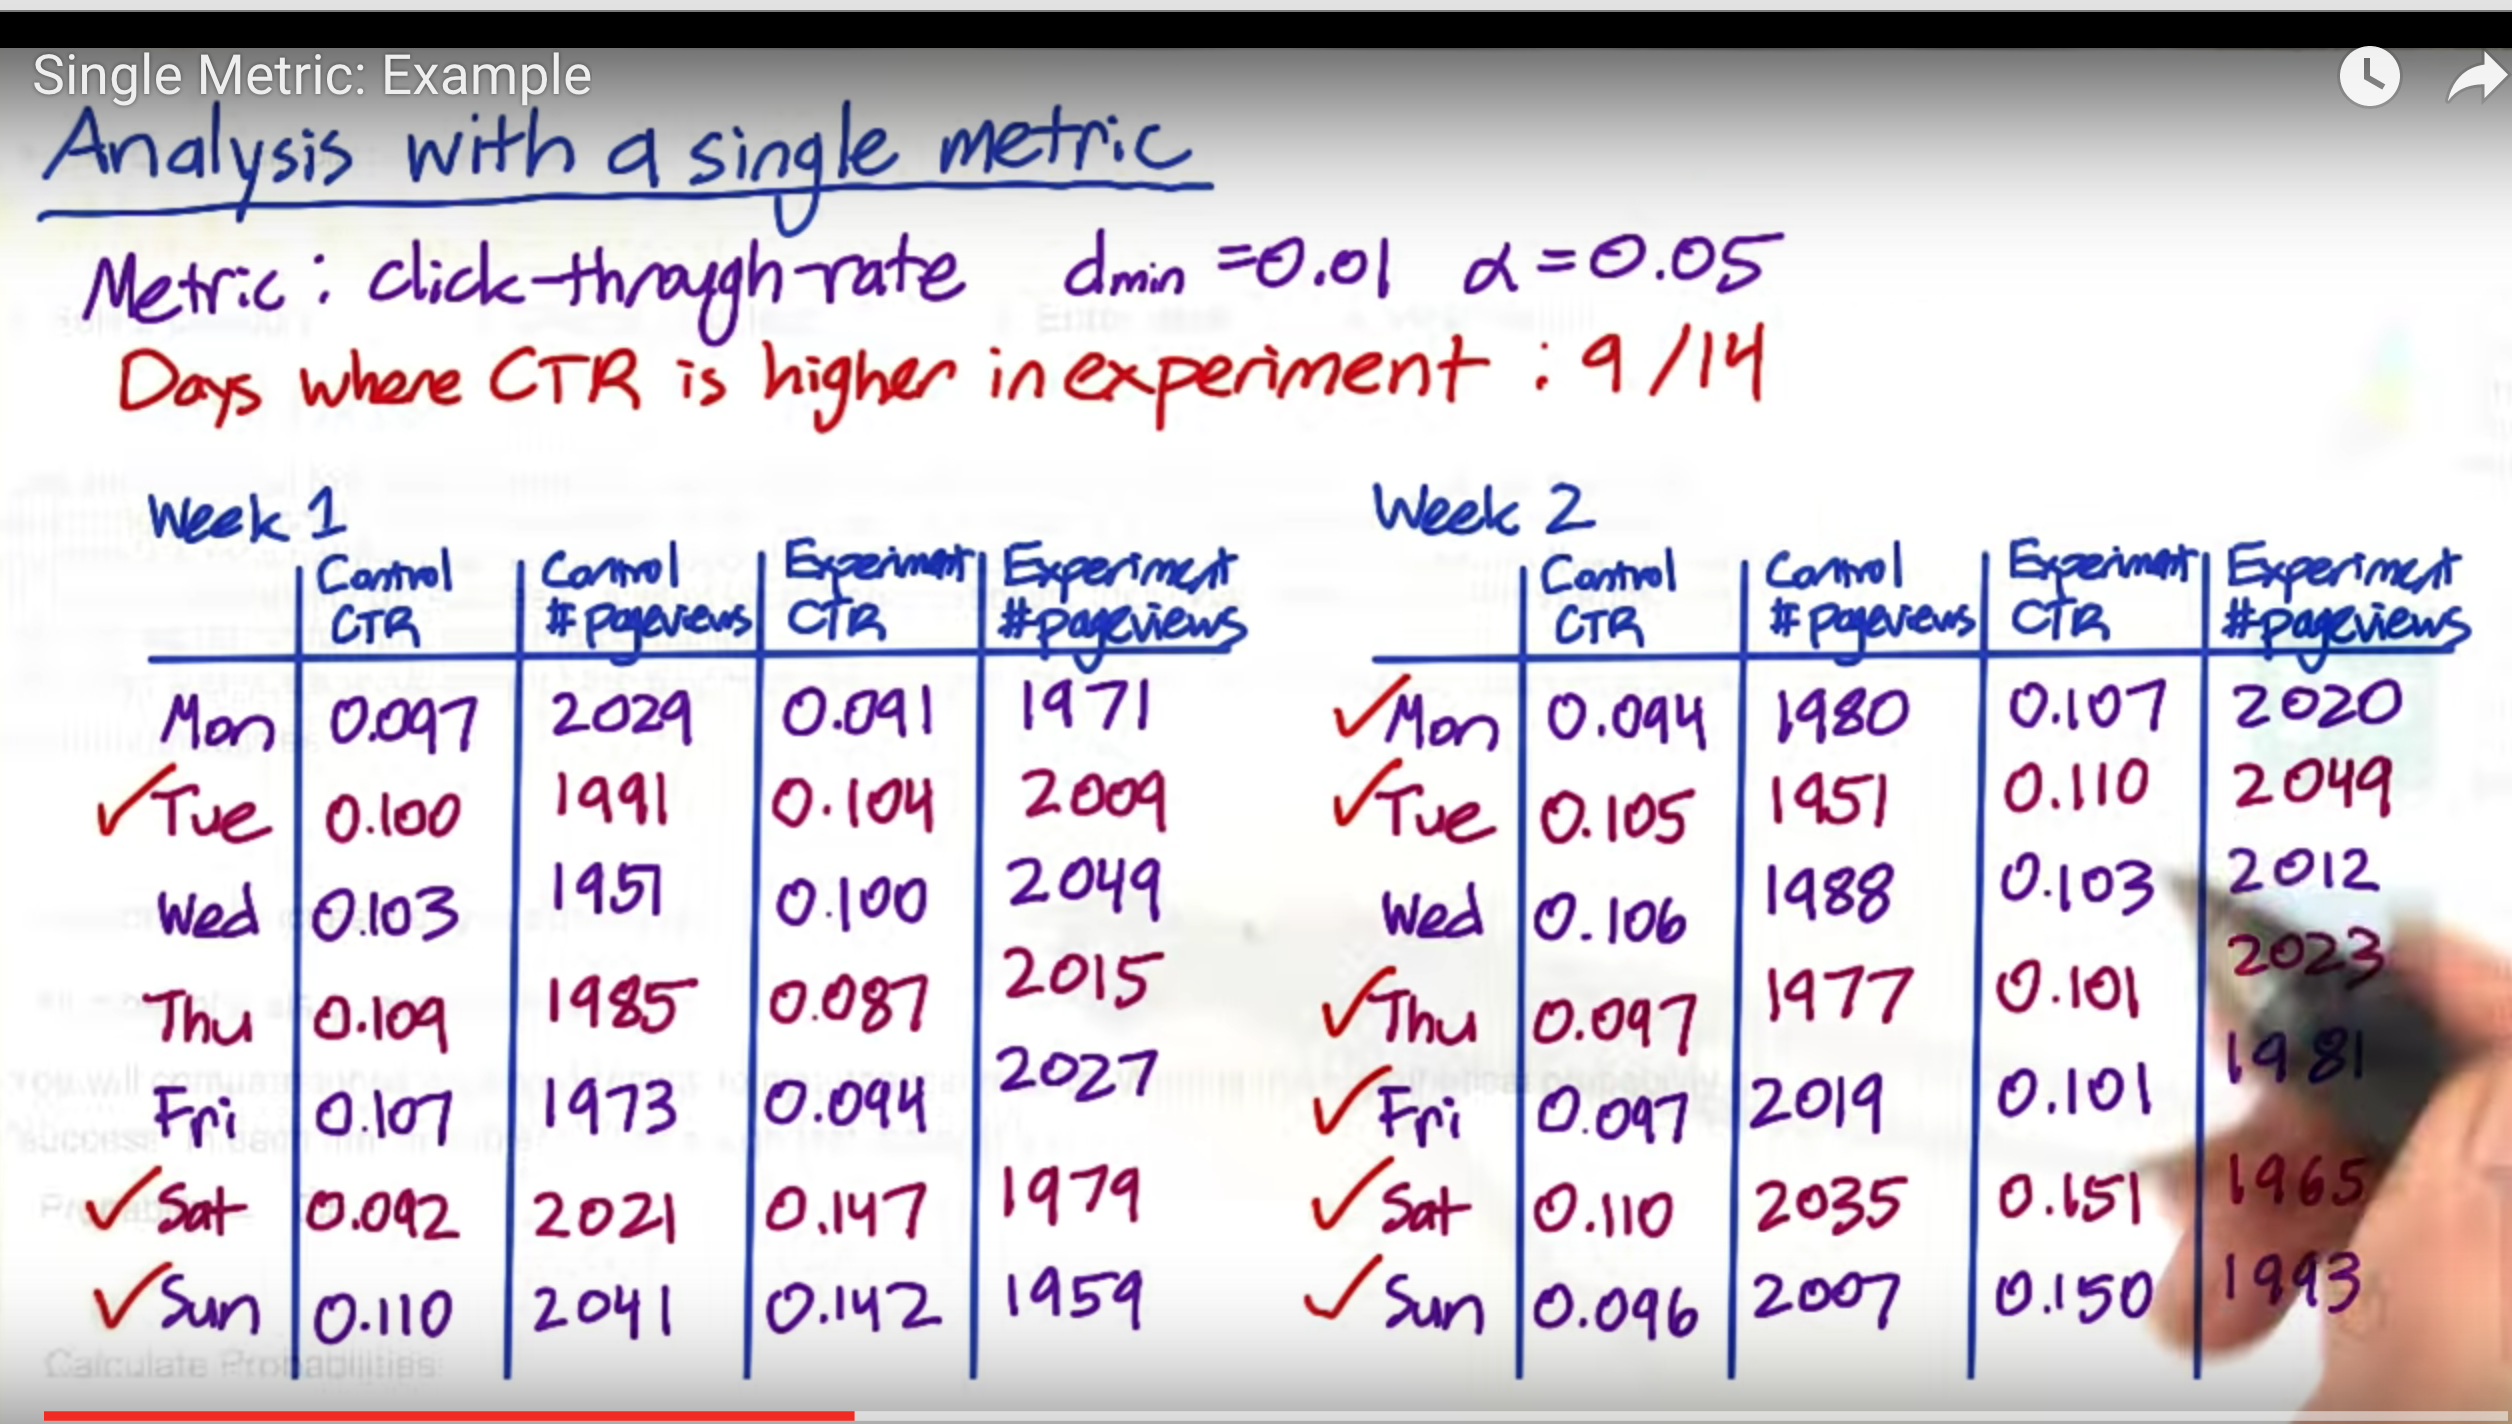 Single Metric: Example
Analysis with a single metric
Metric: click-through-rate dmin =0.01 α=0.05
Days where CTR is higher in experiment: 9/14
Week 1
Control CTR | Control # pageviews | Experiment CTR | Experiment # pageviews
Mon 0.097 2029 0.091 1971
✓ Tue 0.100 1991 0.104 2009
Wed 0.103 1951 0.100 2049
Thu 0.109 1985 0.087 2015
Fri 0.107 1973 0.094 2027
✓ Sat 0.092 2021 0.147 1979
✓ Sun 0.110 2041 0.142 1959
Week 2
Control CTR | Control # pageviews | Experiment CTR | Experiment # pageviews
✓ Mon 0.094 1980 0.107 2020
✓ Tue 0.105 1951 0.110 2049
Wed 0.106 1988 0.103 2012
✓ Thu 0.097 1977 0.101 2023
✓ Fri 0.097 2019 0.101 1981
✓ Sat 0.110 2035 0.151 1965
✓ Sun 0.096 2007 0.150 1993
Calculate Probabilities